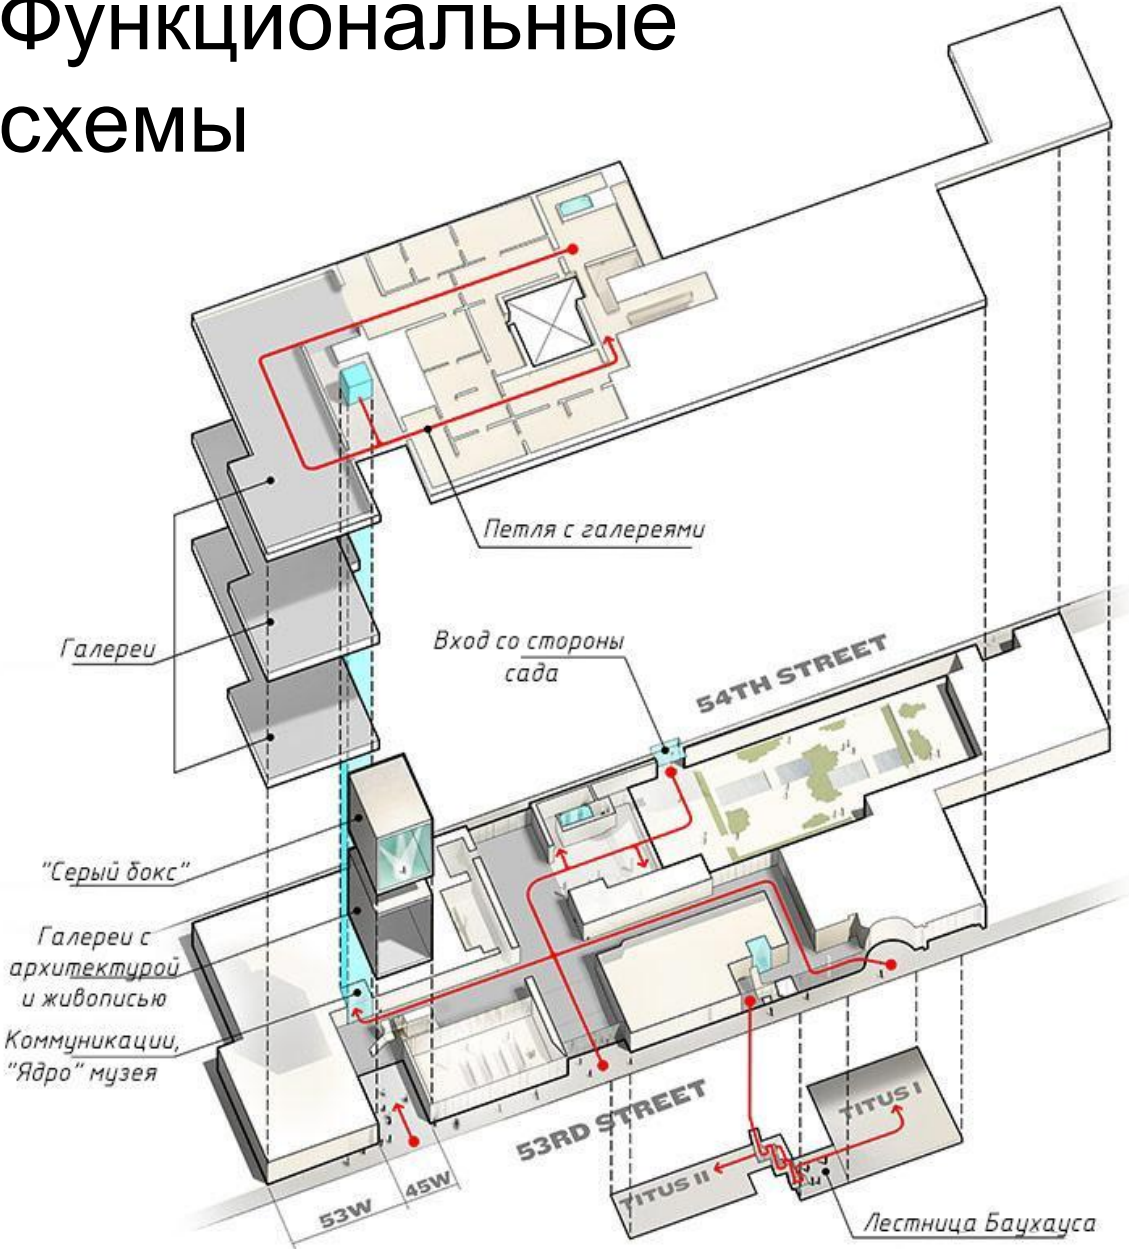 Функциональные
схемы
Петля с галереями
Галереи
Вход со стороны
сада
54TH STREET
"Серый бокс"
Галереи с
архитектурой
и живописью
Коммуникации,
"Ядро" музея
53RD STREET
TITUS I
TITUS II
45W
53W
Лестница Баухауса